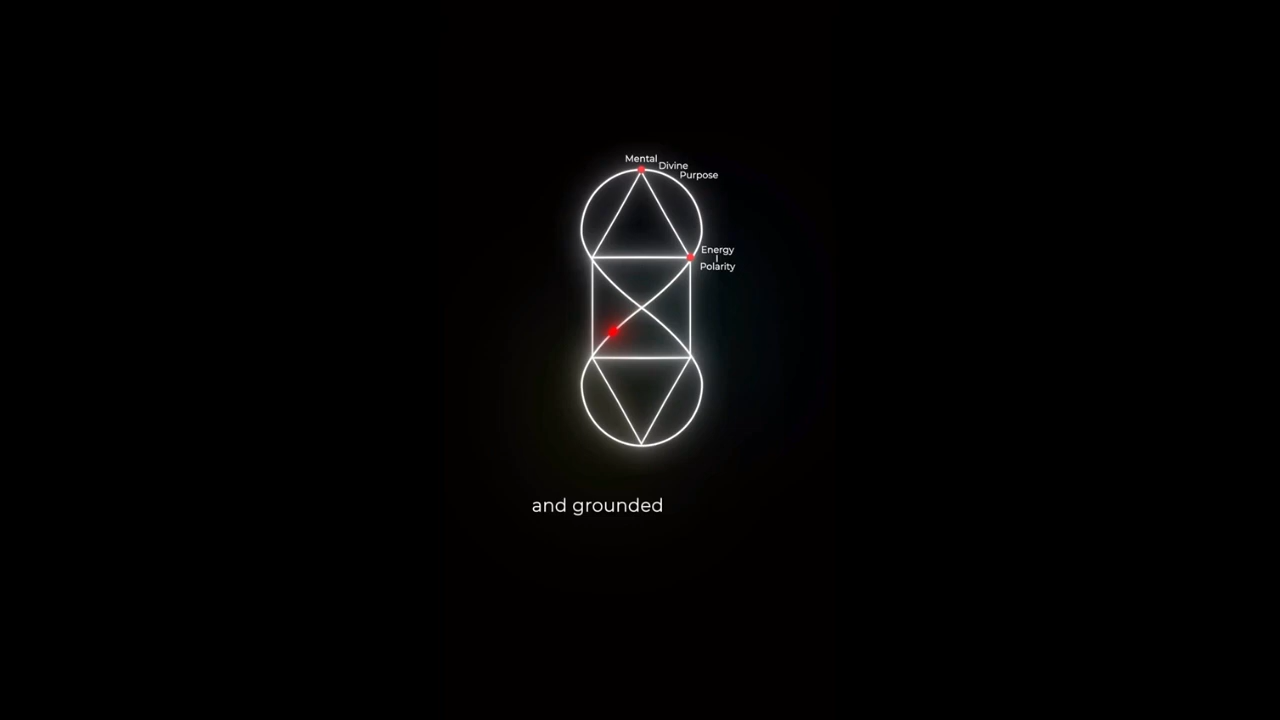 Mental
Divine
Purpose
Energy
Polarity
and grounded